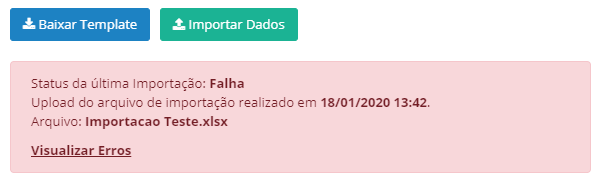 Baixar Template
Importar Dados
Status da última Importação: Falha
Upload do arquivo de importação realizado em 18/01/2020 13:42.
Arquivo: Importacao Teste.xlsx
Visualizar Erros